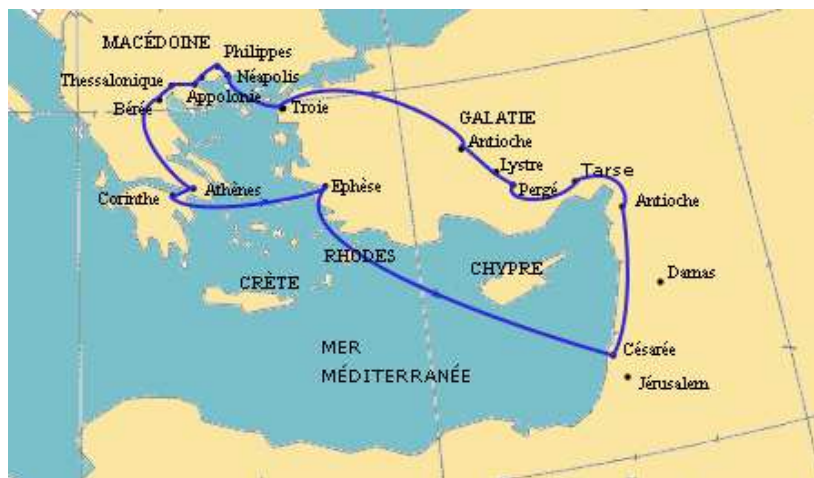 MACÉDOINE
Philippes
Thessalonique
Néapolis
Appolonie
Bérée
Troie
GALATIE
Antioche
Lystre
Tarse
Pergé
Athènes
Ephèse
Corinthe
Antioche
RHODES
CHYPRE
CRÈTE
Damas
MER
MÉDITERRANÉE
Césarée
Jérusalem